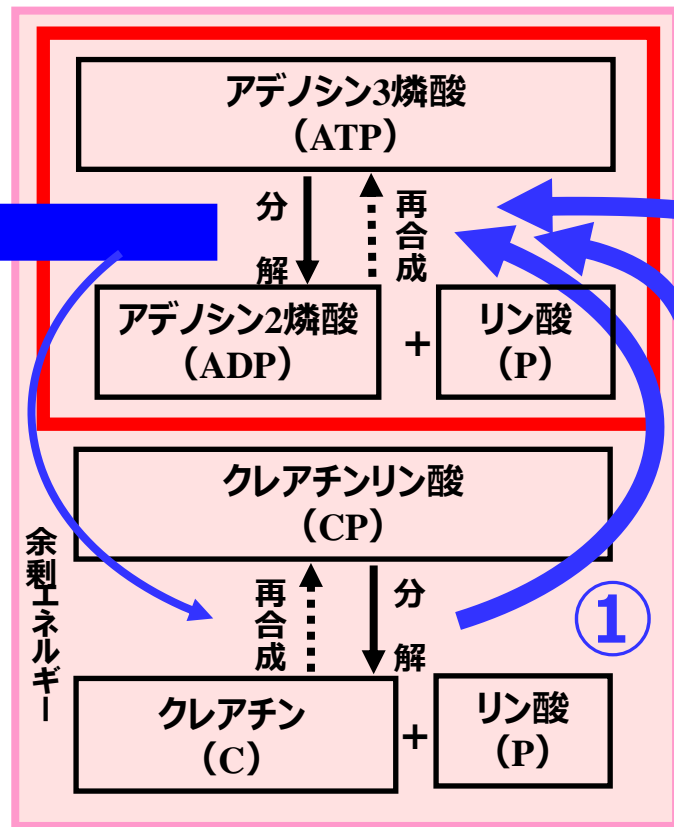 アデノシン3燐酸
（ATP）
分解
再合成
アデノシン2燐酸
（ADP）
+
リン酸
（P）
クレアチンリン酸
（CP）
余剰エネルギー
再合成
分解
①
クレアチン
（C）
+
リン酸
（P）